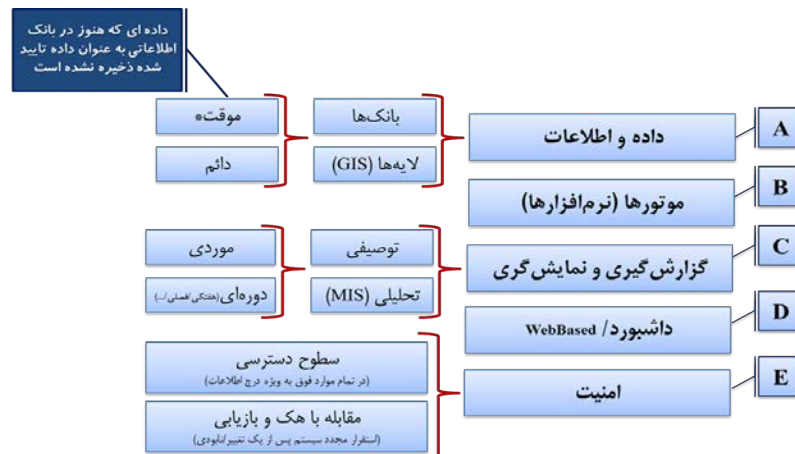 داده ای که هنوز در بانک
اطلاعاتی به عنوان داده تایید
شده ذخیره نشده است
A
داده و اطلاعات
بانک‌ها
لایه‌ها (GIS)
موقت*
دائم
B
موتورها (نرم‌افزارها)
C
گزارش‌گیری و نمایش‌گری
توصیفی
تحلیلی (MIS)
موردی
دوره‌ای (هفتگی/فصلی/...)
D
داشبورد/ WebBased
E
امنیت
سطوح دسترسی
(در تمام موارد فوق به ویژه درج اطلاعات)
مقابله با هک و بازیابی
(استقرار مجدد سیستم پس از یک تغییر/نابودی)